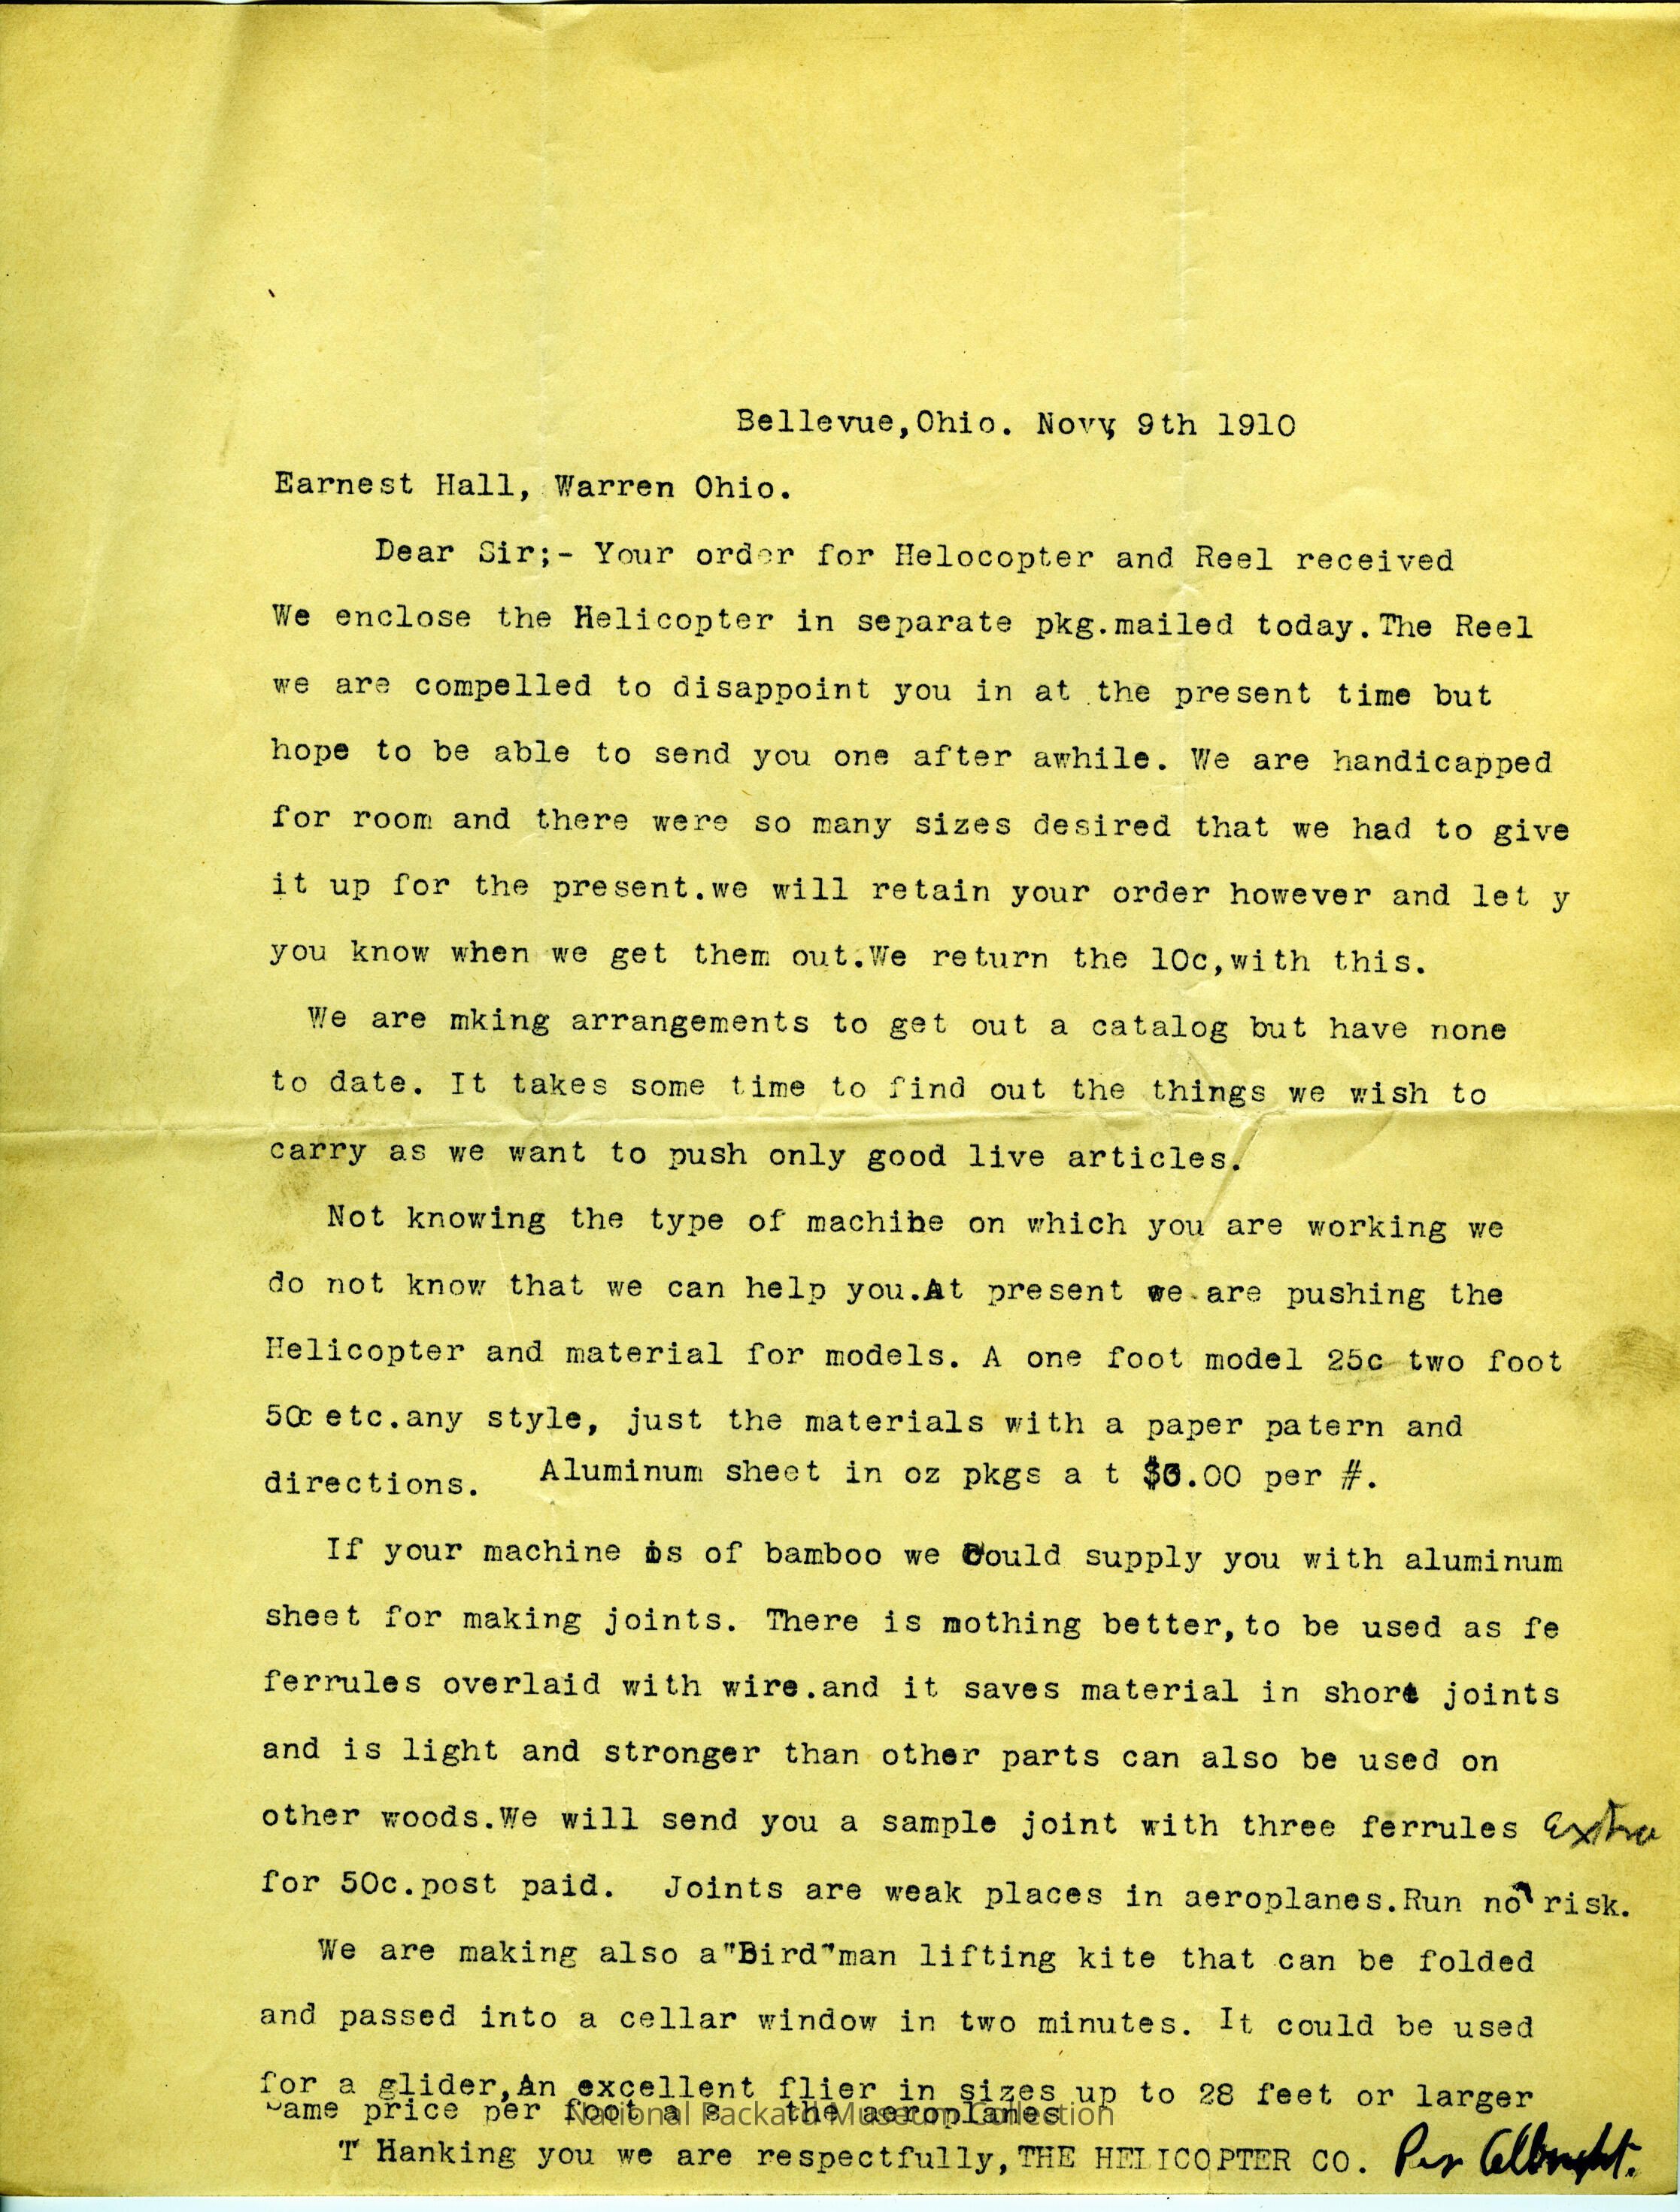 Bellevue,Ohio. Novy 9th 1910
Earnest Hall, Warren Ohio.
Dear Sir;- Your order for Helocopter and Reel received
We enclose the Helicopter in separate pkg.mailed today.The Reel
we are compelled to disappoint you in at the present time but
hope to be able to send you one after awhile. We are handicapped
for room and there were so many sizes desired that we had to give
it up for the present.we will retain your order however and let y
you know when we get them out.We return the 10c,with this.
We are mking arrangements to get out a catalog but have none
to date. It takes some time to find out the things we wish to
carry as we want to push only good live articles.
Not knowing the type of machihe on which you are working we
do not know that we can help you.At present we are pushing the
Helicopter and material for models. A one foot model 25c two foot
50c etc.any style, just the materials with a paper patern and
directions. Aluminum sheet in oz pkgs a t .00 per #.
If your machine is of bamboo we could supply you with aluminum
sheet for making joints. There is mothing better,to be used as fe
ferrules overlaid with wire.and it saves material in short joints
and is light and stronger than other parts can also be used on
other woods.We will send you a sample joint with three ferrules Extra
for 50c.post paid. Joints are weak places in aeroplanes.Run no risk.
We are making also a"Bird"man lifting kite that can be folded
and passed into a cellar window in two minutes. It could be used
for a glider,An excellent flier in sizes up to 28 feet or larger
Same price per foot a s the aeroplanes
National Packard Museum Collection
T Hanking you we are respectfully,THE HELICOPTER CO. Per Albright.